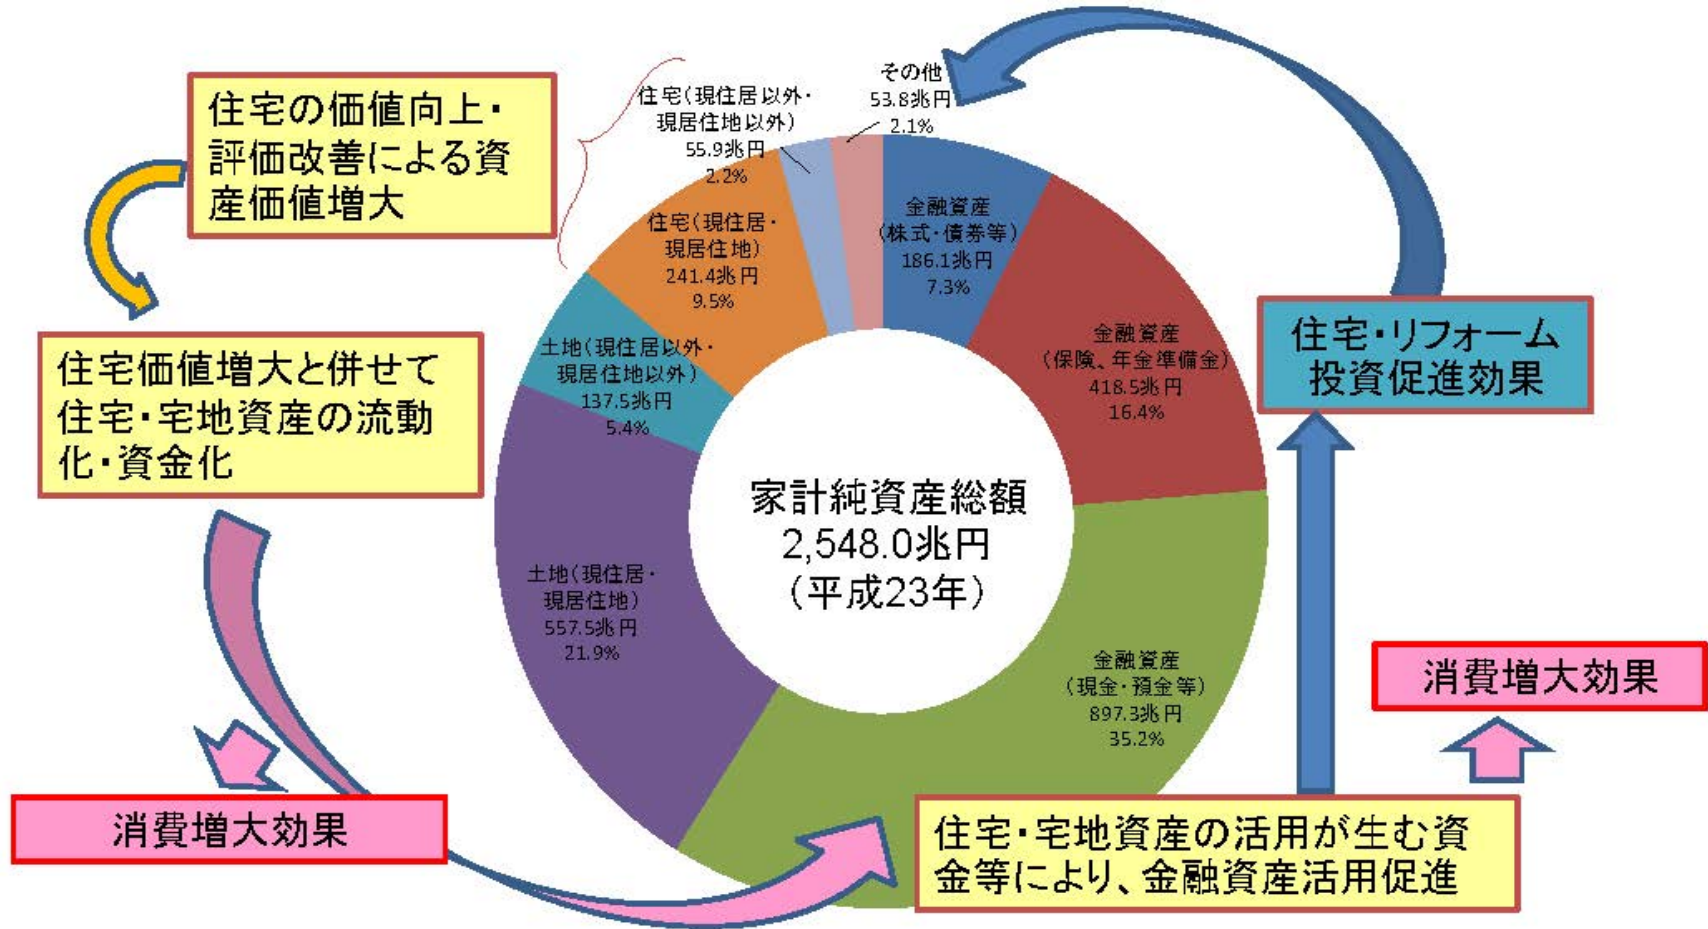 住宅の価値向上・
評価改善による資
産価値増大
住宅価値増大と併せて
住宅・宅地資産の流動
化・資金化
消費増大効果
住宅(現住居以外・
現居住地以外)
55.9兆円
2.2%
その他
53.8兆円
2.1%
金融資産
(株式・債券等)
186.1兆円
7.3%
金融資産
(保険、年金準備金)
418.5兆円
16.4%
金融資産
(現金・預金等)
897.3兆円
35.2%
土地(現住居・
現居住地)
557.5兆円
21.9%
土地(現住居以外・
現居住地以外)
137.5兆円
5.4%
住宅(現住居・
現居住地)
241.4兆円
9.5%
家計純資産総額
2,548.0兆円
(平成23年)
住宅・リフォーム
投資促進効果
消費増大効果
住宅・宅地資産の活用が生む資
金等により、金融資産活用促進